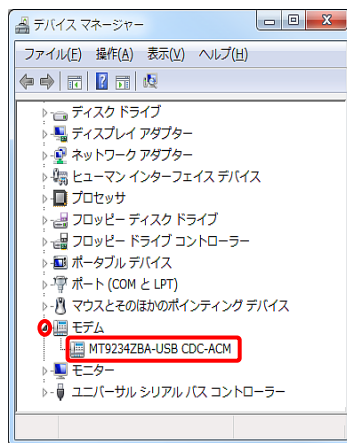 デバイス マネージャー
ファイル(F) 操作(A) 表示(V) ヘルプ(H)
ディスク ドライブ
ディスプレイ アダプター
ネットワーク アダプター
ヒューマン インターフェイス デバイス
プロセッサ
フロッピー ディスク ドライブ
フロッピー ドライブ コントローラー
ポータブル デバイス
ポート (COM と LPT)
マウスとそのほかのポインティング デバイス
モデム
MT9234ZBA-USB CDC-ACM
モニター
ユニバーサル シリアル バス コントローラー